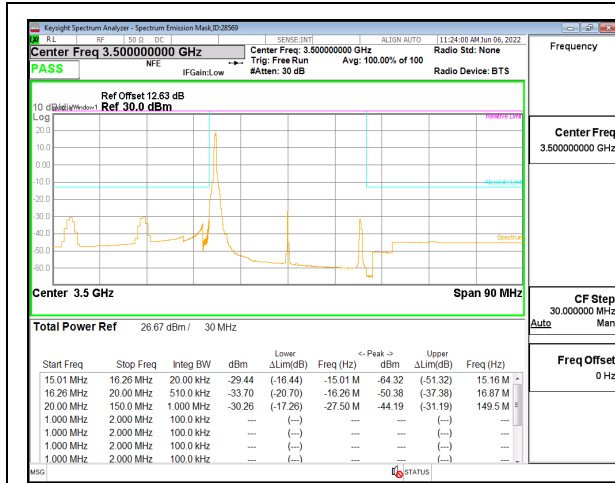 Keysight Spectrum Analyzer - Spectrum Emission Mask,ID:28569
RL RF 50 Ω DC SENSE:INT ALIGN AUTO 11:24:00 AM Jun 06, 2022
Center Freq 3.500000000 GHz
Center Freq: 3.500000000 GHz
Radio Std: None
NFE
Trig: Free Run Avg: 100.00% of 100
PASS
IFGain:Low
#Atten: 30 dB
Radio Device: BTS
Ref Offset 12.63 dB
10 dB/div
Ref 30.0 dBm
Log
Relative Limit
20.0
10.0
0.00
-10.0
Absolute Limit
-20.0
-30.0
-40.0
Spectrum
-50.0
-60.0
Center 3.5 GHz
Span 90 MHz
Total Power Ref 26.67 dBm / 30 MHz
Lower <- Peak -> Upper
Start Freq Stop Freq Integ BW dBm ΔLim(dB) Freq (Hz) dBm ΔLim(dB) Freq (Hz)
15.01 MHz 16.26 MHz 20.00 kHz -29.44 (-16.44) -15.01 M -64.32 (-51.32) 15.16 M
16.26 MHz 20.00 MHz 510.0 kHz -33.70 (-20.70) -16.26 M -50.38 (-37.38) 16.87 M
20.00 MHz 150.0 MHz 1.000 MHz -30.26 (-17.26) -27.50 M -44.19 (-31.19) 149.5 M
1.000 MHz 2.000 MHz 100.0 kHz --- (---) --- --- (---) ---
1.000 MHz 2.000 MHz 100.0 kHz --- (---) --- --- (---) ---
1.000 MHz 2.000 MHz 100.0 kHz --- (---) --- --- (---) ---
1.000 MHz 2.000 MHz 100.0 kHz --- (---) --- --- (---) ---
MSG
STATUS
Frequency
Center Freq
3.500000000 GHz
CF Step
30.000000 MHz
Auto Man
Freq Offset
0 Hz